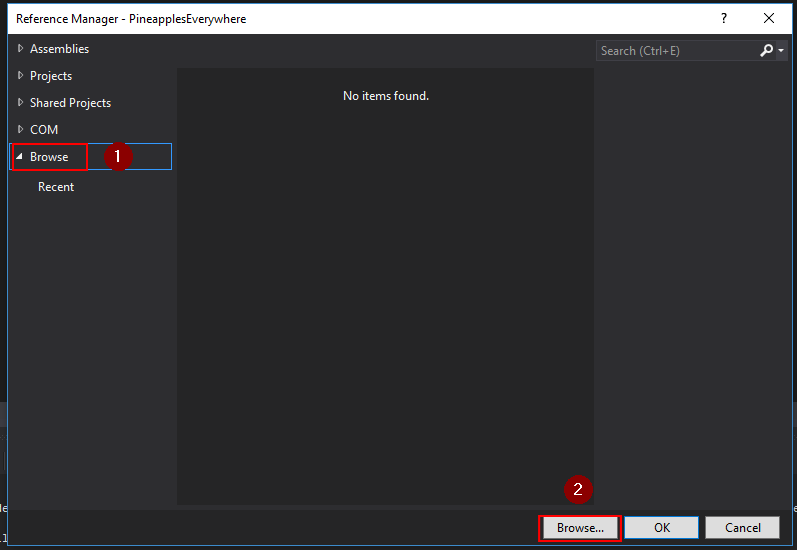 Reference Manager - PineapplesEverywhere
?
Assemblies
Search (Ctrl+E)
Projects
No items found.
Shared Projects
COM
Browse
1
Recent
2
Browse...
OK
Cancel